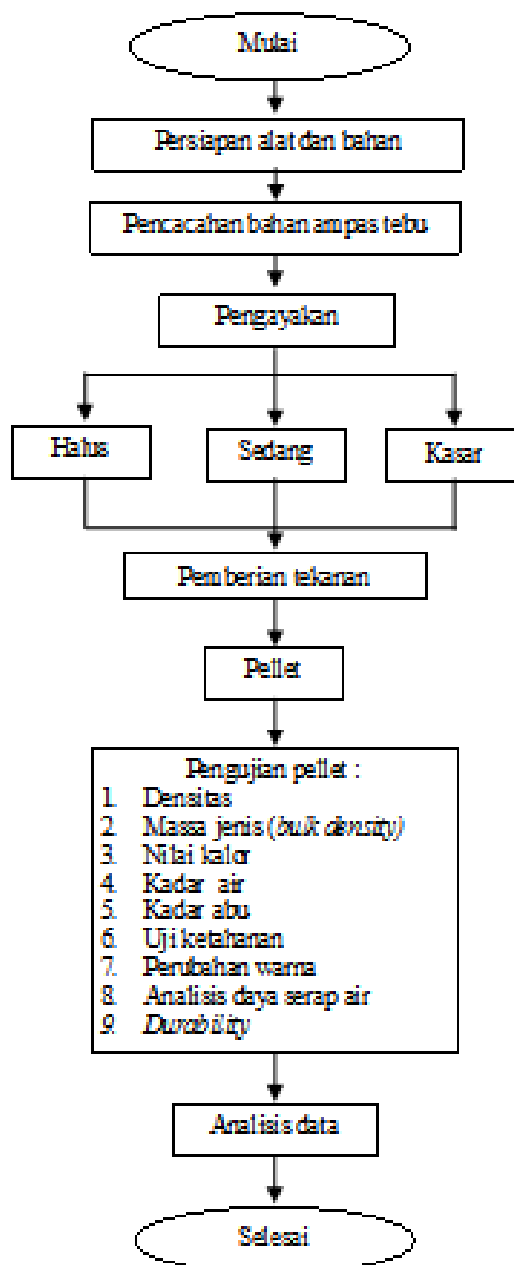 Mulai
Persiapan alat dan bahan
Pencacahan bahan ampas tebu
Pengayakan
Halus
Sedang
Kasar
Pemberian tekanan
Pellet
Pengujian pellet :
1. Densitas
2. Massa jenis (bulk density)
3. Nilai kalor
4. Kadar air
5. Kadar abu
6. Uji ketahanan
7. Perubahan warna
8. Analisis daya serap air
9. Durability
Analisis data
Selesai